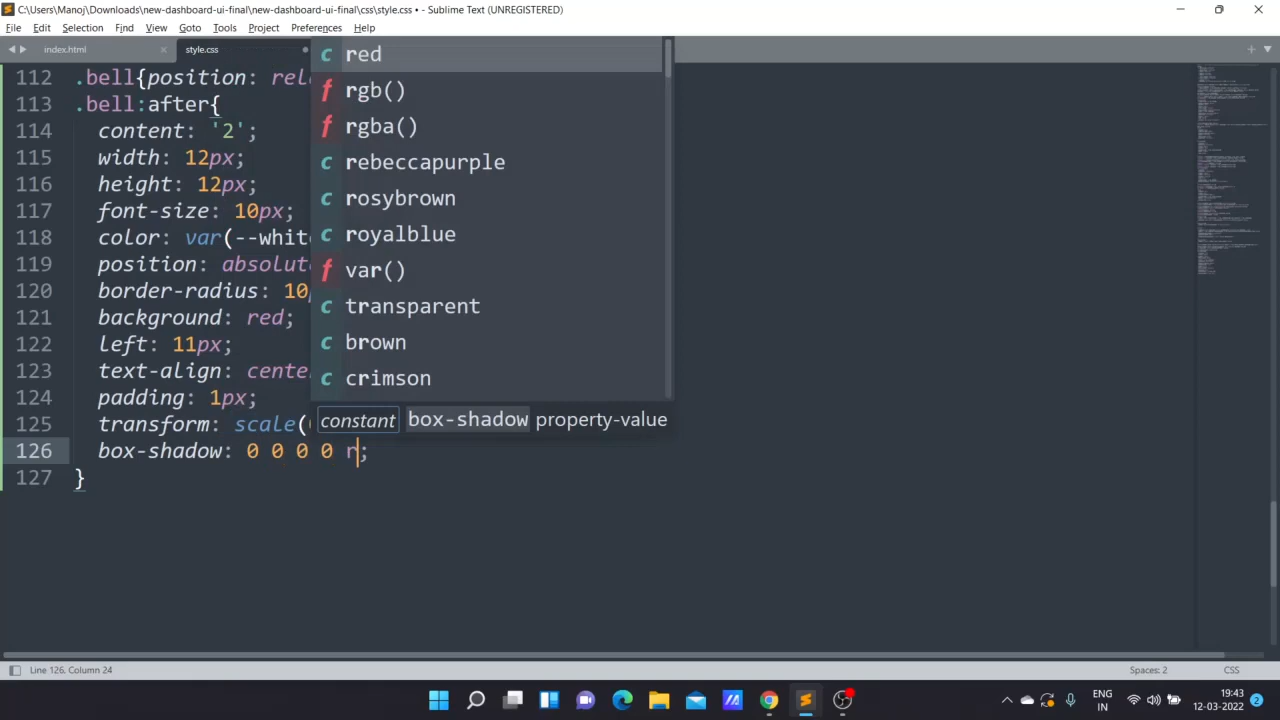 C:\Users\Manoj\Downloads\new-dashboard-ui-final\new-dashboard-ui-final\css\style.css • - Sublime Text (UNREGISTERED)
File Edit Selection Find View Goto Tools Project Preferences Help
index.html style.css
112 .bell{position:
113 .bell:after{
114 content: '2';
115 width: 12px;
116 height: 12px;
117 font-size: 10px;
118 color: var(--white
119 position: absolute
120 border-radius:
121 background: red;
122 left: 11px;
123 text-align: center
124 padding: 1px;
125 transform: scale(
126 box-shadow: 0 0 0 0 r;
127 }
c red
f rgb()
f rgba()
c rebeccapurple
c rosybrown
c royalblue
f var()
c transparent
c brown
c crimson
constant box-shadow property-value
Line 126, Column 24 Spaces: 2 CSS
ENG
IN
19:43
12-03-2022
2